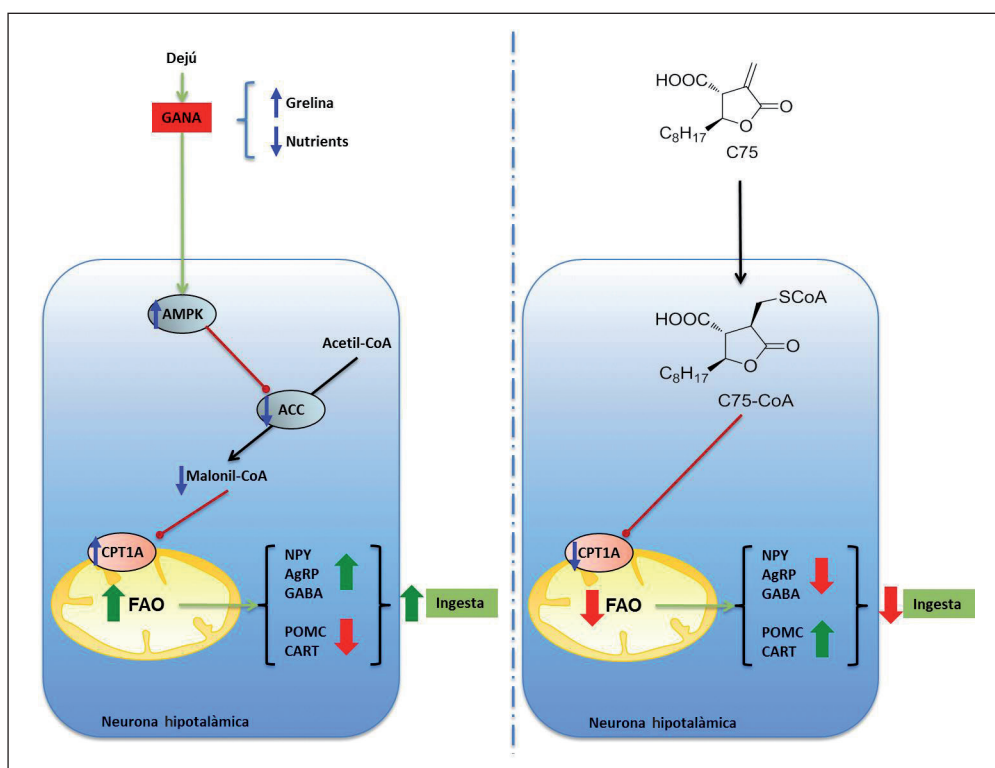 Dejú
GANA
Grelina
Nutrients
AMPK
Acetil-CoA
ACC
Malonil-CoA
CPT1A
FAO
NPY
AgRP
GABA
POMC
CART
Ingesta
Neurona hipotalàmica
HOOC
O
O
C8H17
C75
SCoA
HOOC
O
O
C8H17
C75-CoA
CPT1A
FAO
NPY
AgRP
GABA
POMC
CART
Ingesta
Neurona hipotalàmica